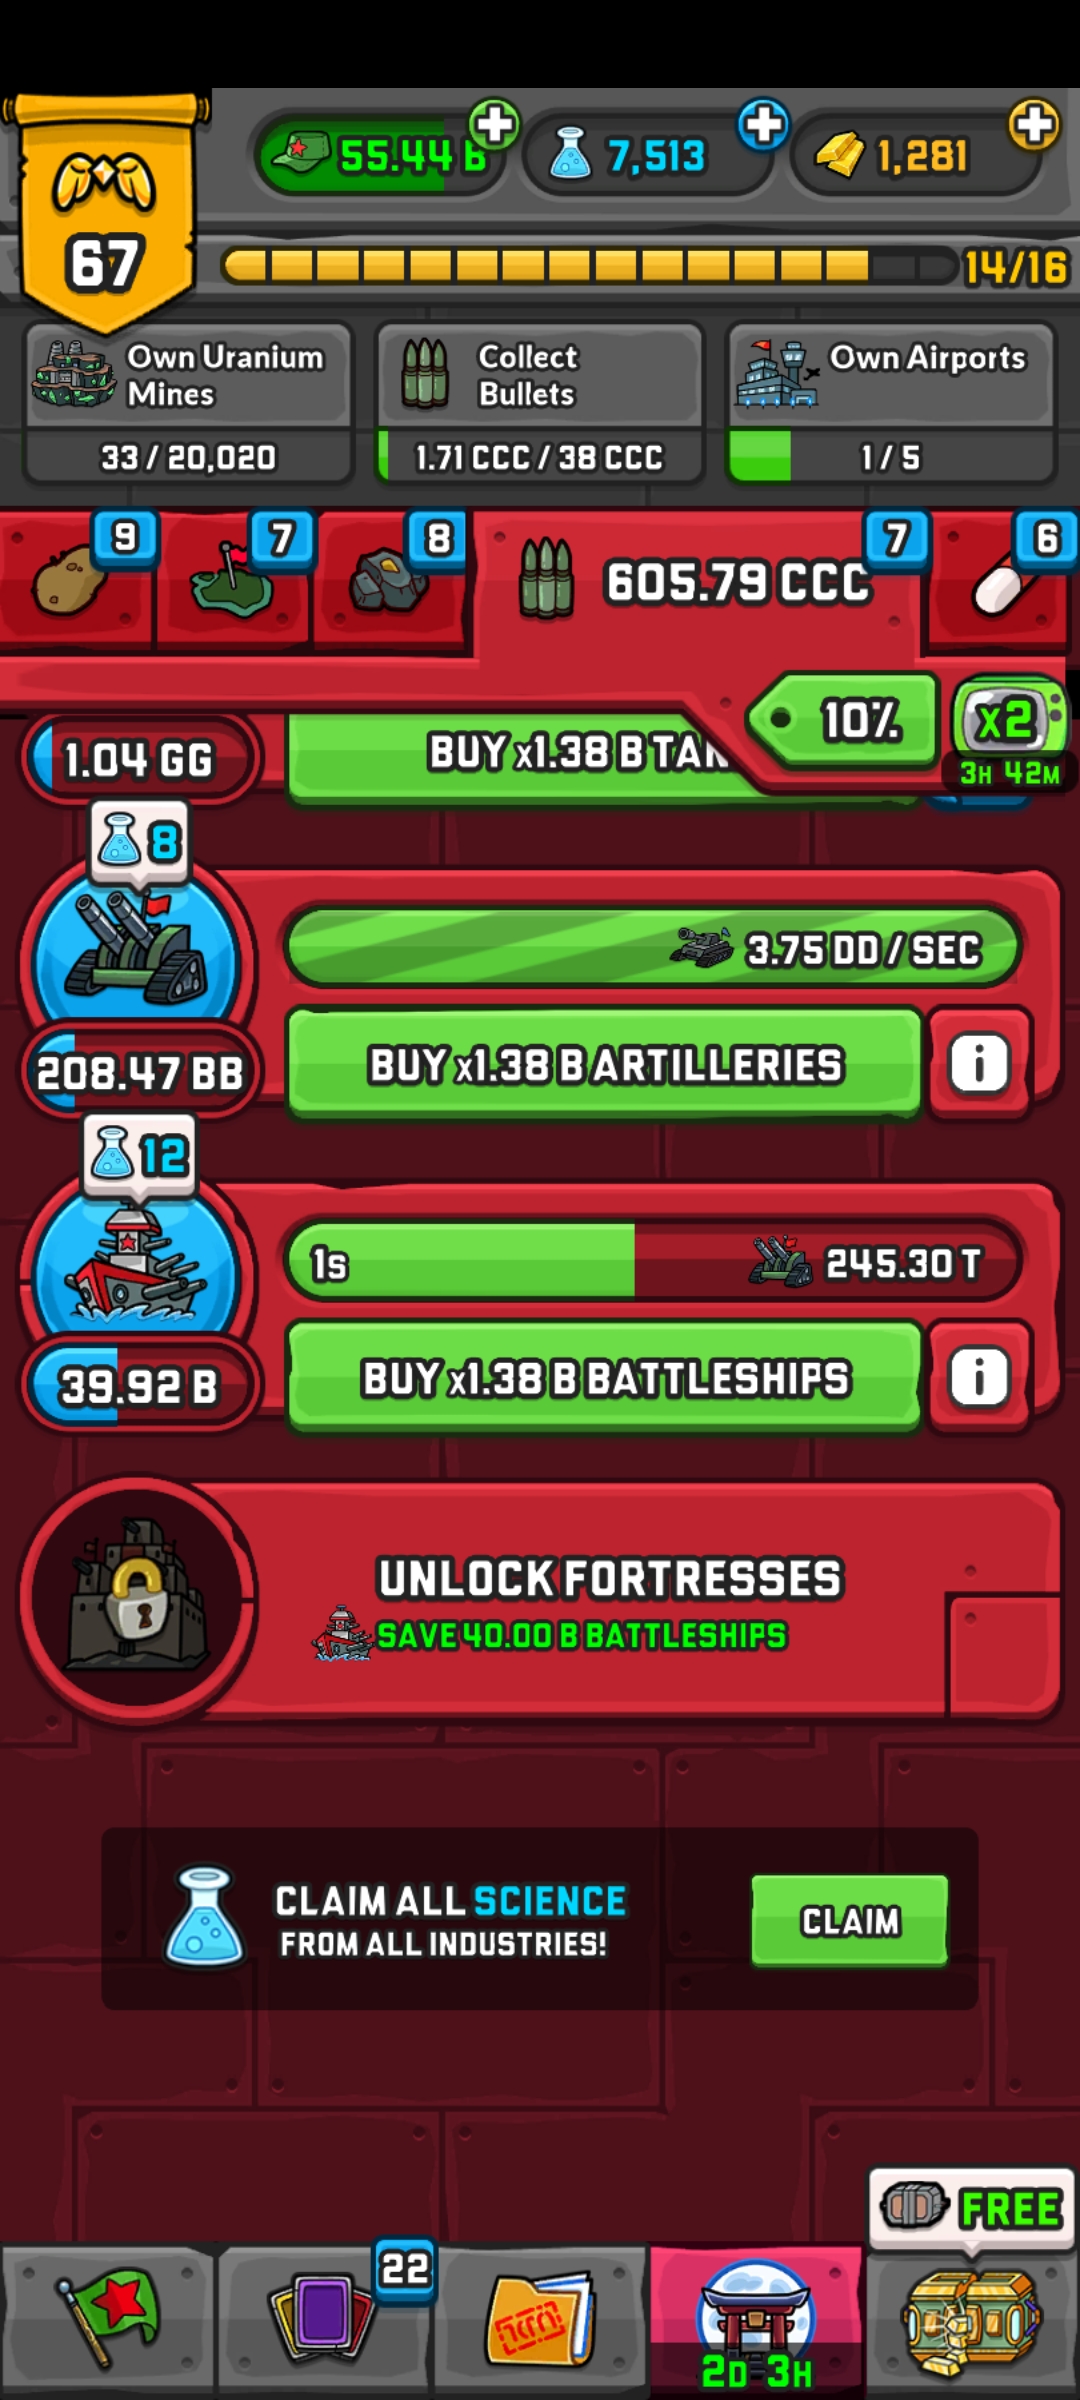 55.44 B
7,513
1,281
67
14/16
Own Uranium
Mines
33 / 20,020
Collect
Bullets
1.71 CCC / 38 CCC
Own Airports
1 / 5
9
7
8
605.79 CCC
7
6
10%
x2
3H 42M
1.04 GG
BUY x1.38 B TAN
8
3.75 DD / SEC
208.47 BB
BUY x1.38 B ARTILLERIES
i
12
1s
245.30 T
39.92 B
BUY x1.38 B BATTLESHIPS
i
UNLOCK FORTRESSES
SAVE 40.00 B BATTLESHIPS
CLAIM ALL SCIENCE
FROM ALL INDUSTRIES!
CLAIM
FREE
22
2D 3H